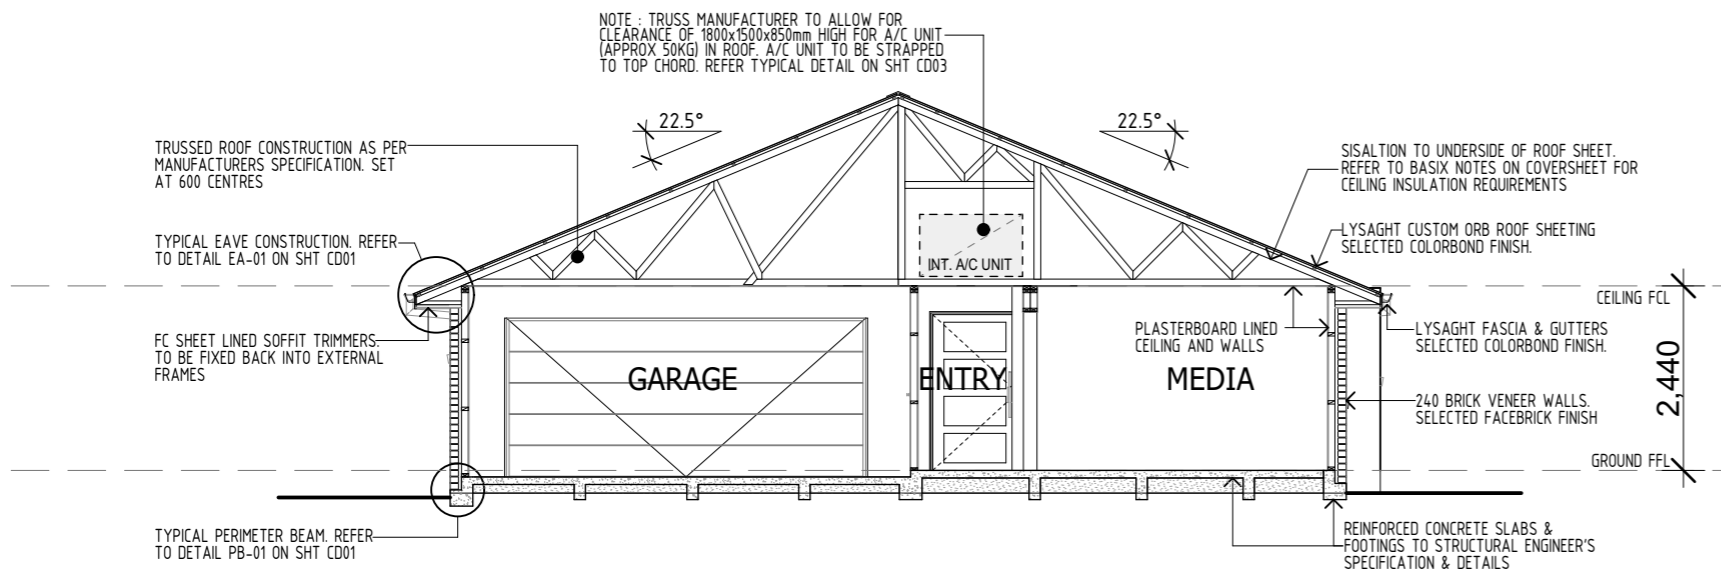 NOTE : TRUSS MANUFACTURER TO ALLOW FOR
CLEARANCE OF 1800x1500x850mm HIGH FOR A/C UNIT
(APPROX 50KG) IN ROOF. A/C UNIT TO BE STRAPPED
TO TOP CHORD. REFER TYPICAL DETAIL ON SHT CD03
22.5°
22.5°
TRUSSED ROOF CONSTRUCTION AS PER
MANUFACTURERS SPECIFICATION. SET
AT 600 CENTRES
SISALTION TO UNDERSIDE OF ROOF SHEET.
REFER TO BASIX NOTES ON COVERSHEET FOR
CEILING INSULATION REQUIREMENTS
TYPICAL EAVE CONSTRUCTION. REFER
TO DETAIL EA-01 ON SHT CD01
LYSAGHT CUSTOM ORB ROOF SHEETING
SELECTED COLORBOND FINISH.
INT. A/C UNIT
CEILING FCL
FC SHEET LINED SOFFIT TRIMMERS.
TO BE FIXED BACK INTO EXTERNAL
FRAMES
PLASTERBOARD LINED
CEILING AND WALLS
LYSAGHT FASCIA & GUTTERS
SELECTED COLORBOND FINISH.
GARAGE
ENTRY
MEDIA
2,440
240 BRICK VENEER WALLS.
SELECTED FACEBRICK FINISH
GROUND FFL
TYPICAL PERIMETER BEAM. REFER
TO DETAIL PB-01 ON SHT CD01
REINFORCED CONCRETE SLABS &
FOOTINGS TO STRUCTURAL ENGINEER'S
SPECIFICATION & DETAILS